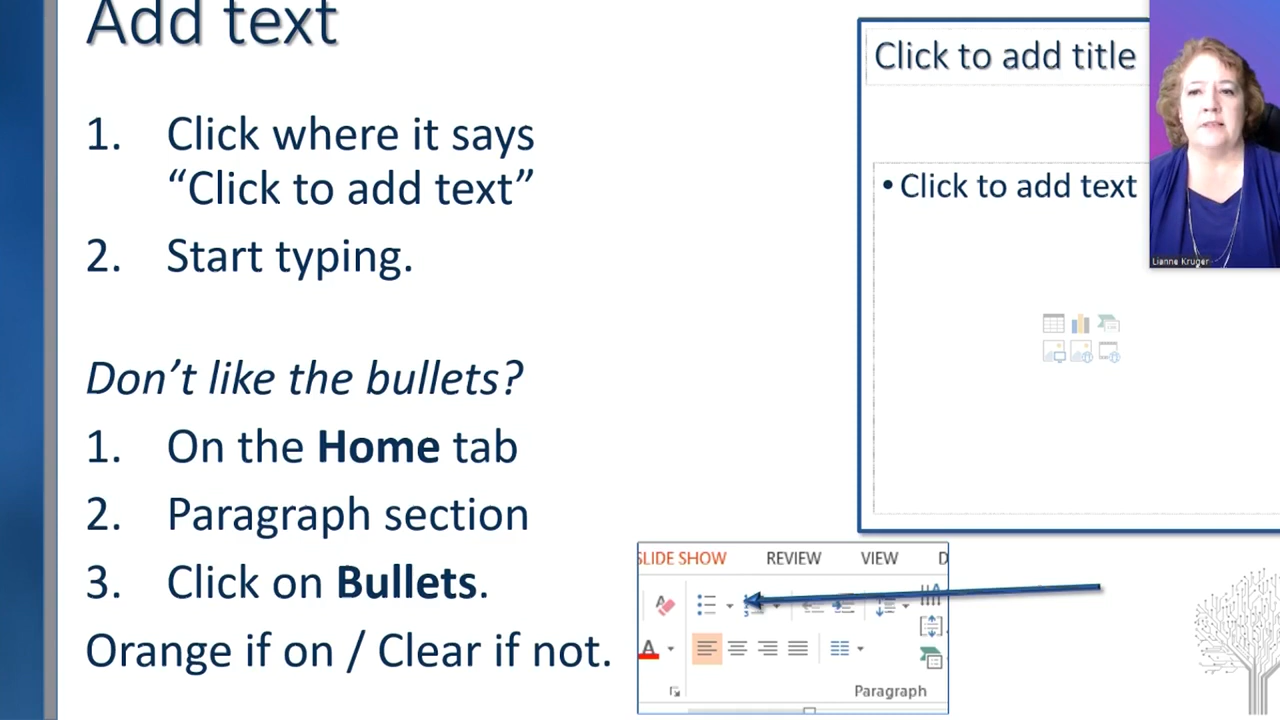 Add text
1. Click where it says
“Click to add text”
2. Start typing.
Don’t like the bullets?
1. On the Home tab
2. Paragraph section
3. Click on Bullets.
Orange if on / Clear if not.
Click to add title
• Click to add text
Lianne Kruger
SLIDE SHOW REVIEW VIEW D
A
Paragraph